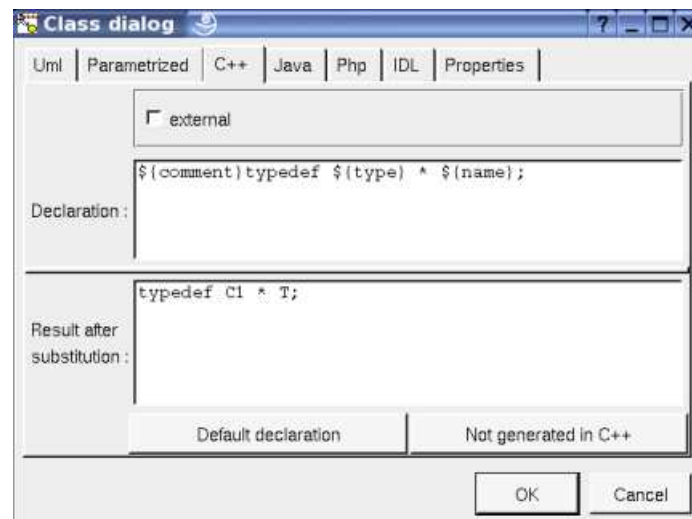 Class dialog
Uml Parametrized C++ Java Php IDL Properties
external
Declaration :
${comment}typedef ${type} * ${name};
Result after
substitution :
typedef C1 * T;
Default declaration Not generated in C++
OK Cancel